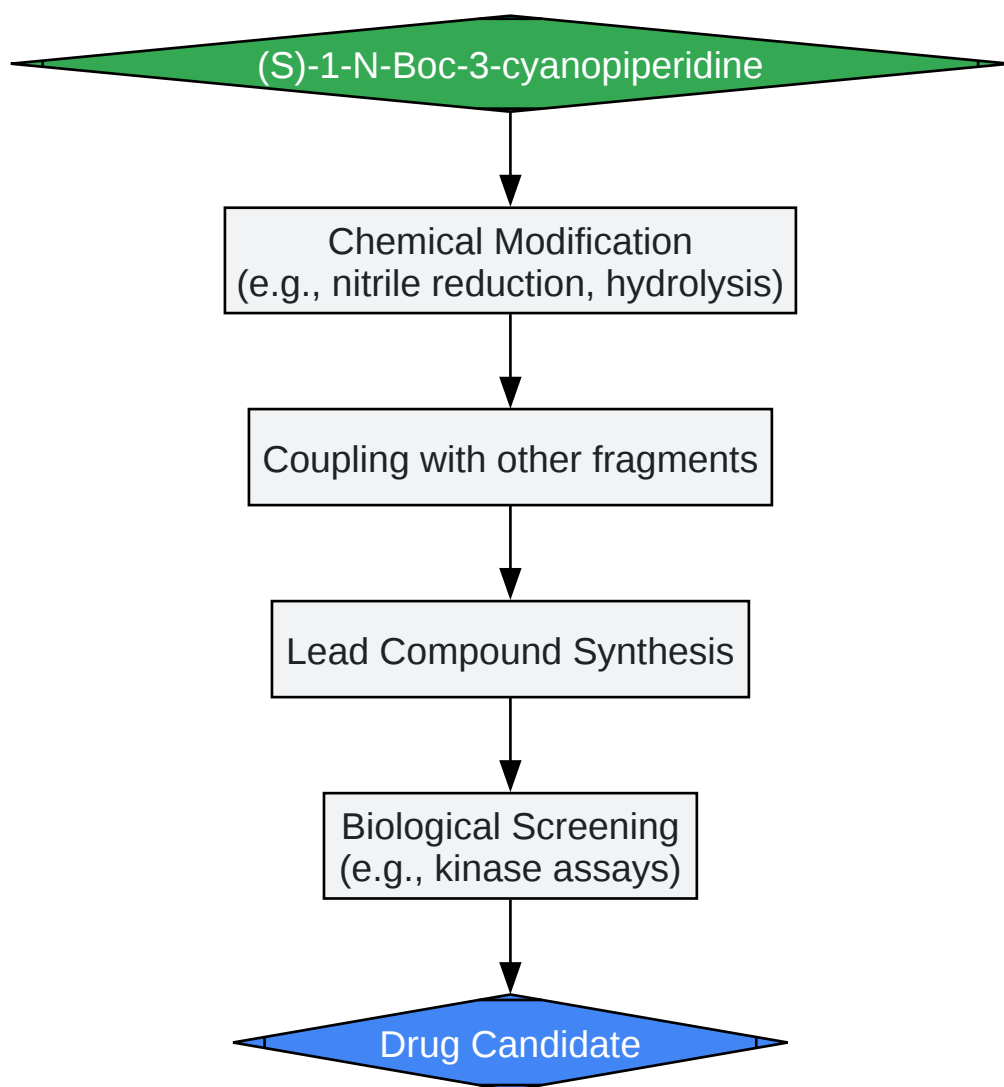 (S)-1-N-Boc-3-cyanopiperidine
Chemical Modification
(e.g., nitrile reduction, hydrolysis)
Coupling with other fragments
Lead Compound Synthesis
Biological Screening
(e.g., kinase assays)
Drug Candidate